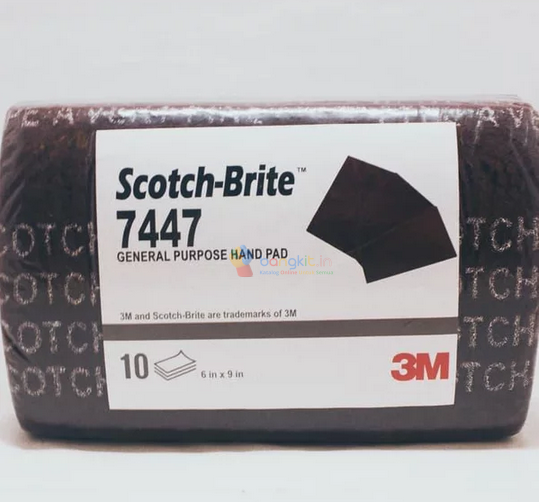 Scotch-Brite™
7447
GENERAL PURPOSE HAND PAD
3M and Scotch-Brite are trademarks of 3M
10
6 in x 9 in
3M